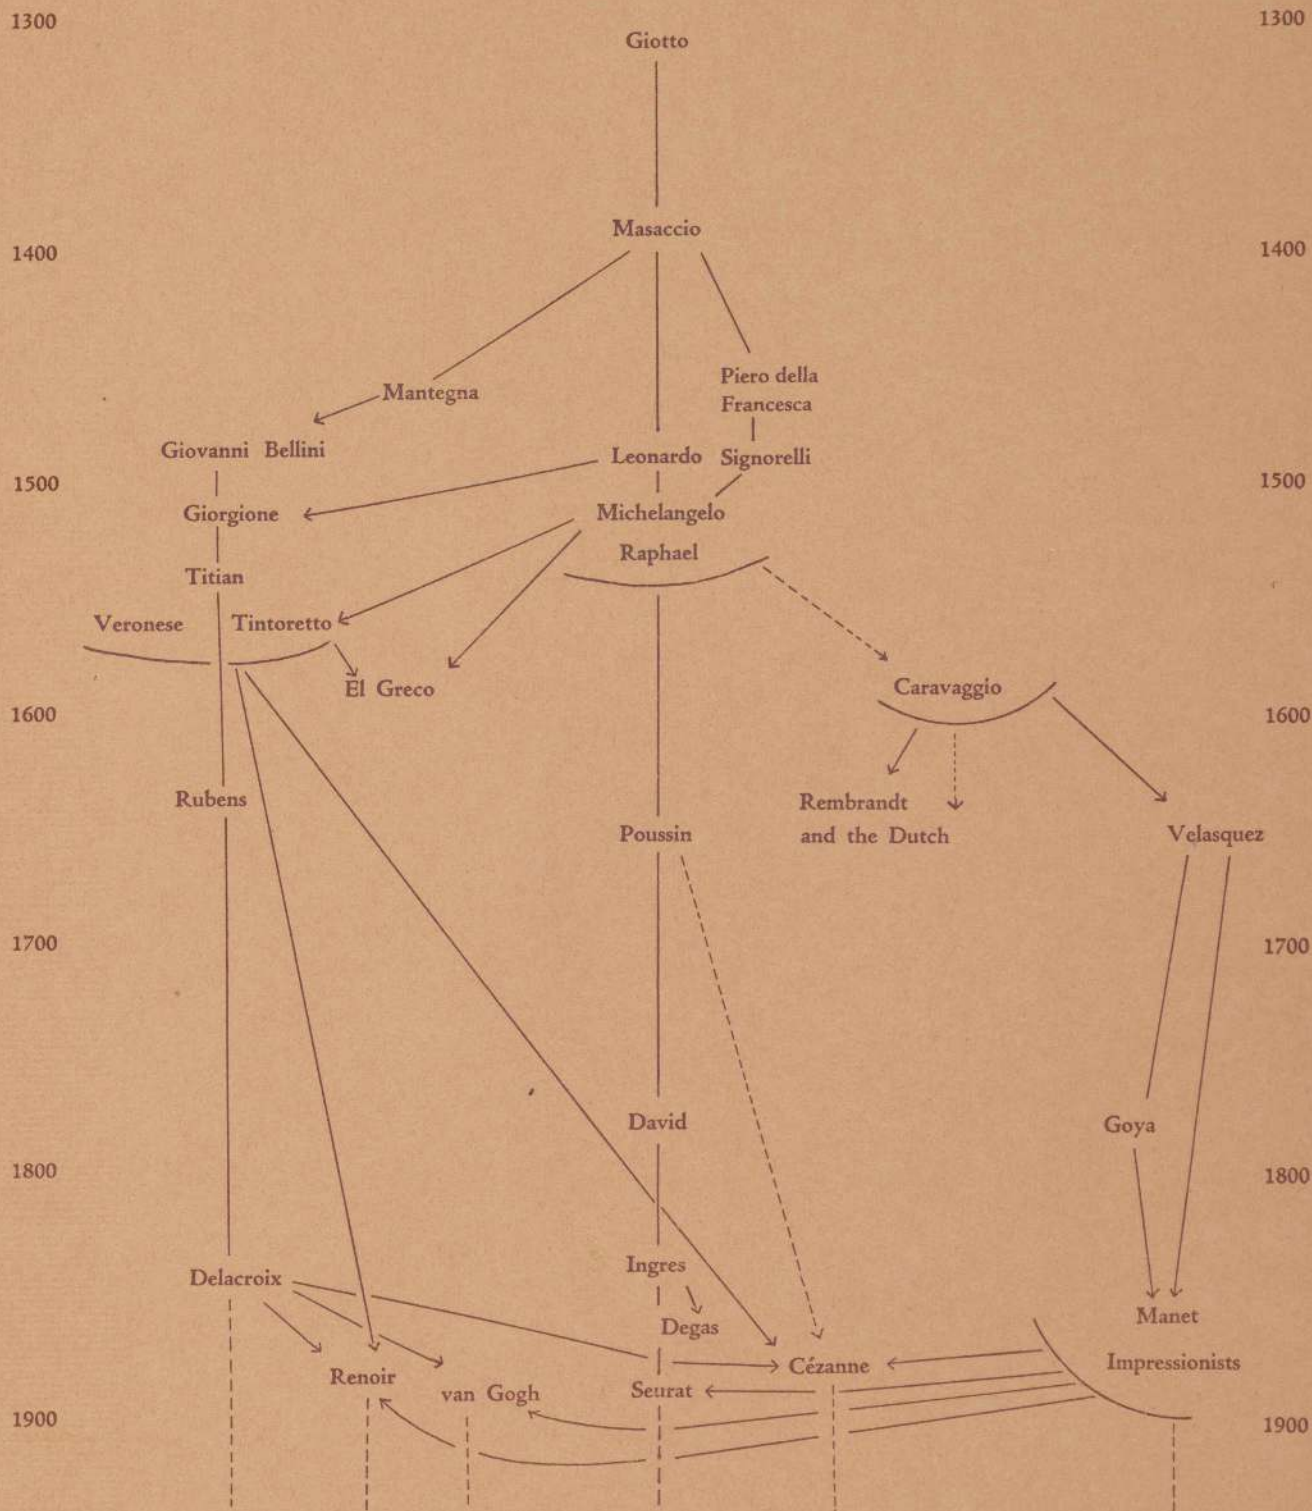 1300
1300
Giotto
Masaccio
1400
1400
Mantegna
Piero della
Francesca
Giovanni Bellini
Leonardo
Signorelli
1500
1500
Giorgione
Michelangelo
Raphael
Titian
Veronese
Tintoretto
El Greco
Caravaggio
1600
1600
Rubens
Rembrandt
and the Dutch
Poussin
Velasquez
1700
1700
David
Goya
1800
1800
Delacroix
Ingres
Manet
Degas
Impressionists
Cézanne
Renoir
van Gogh
Seurat
1900
1900